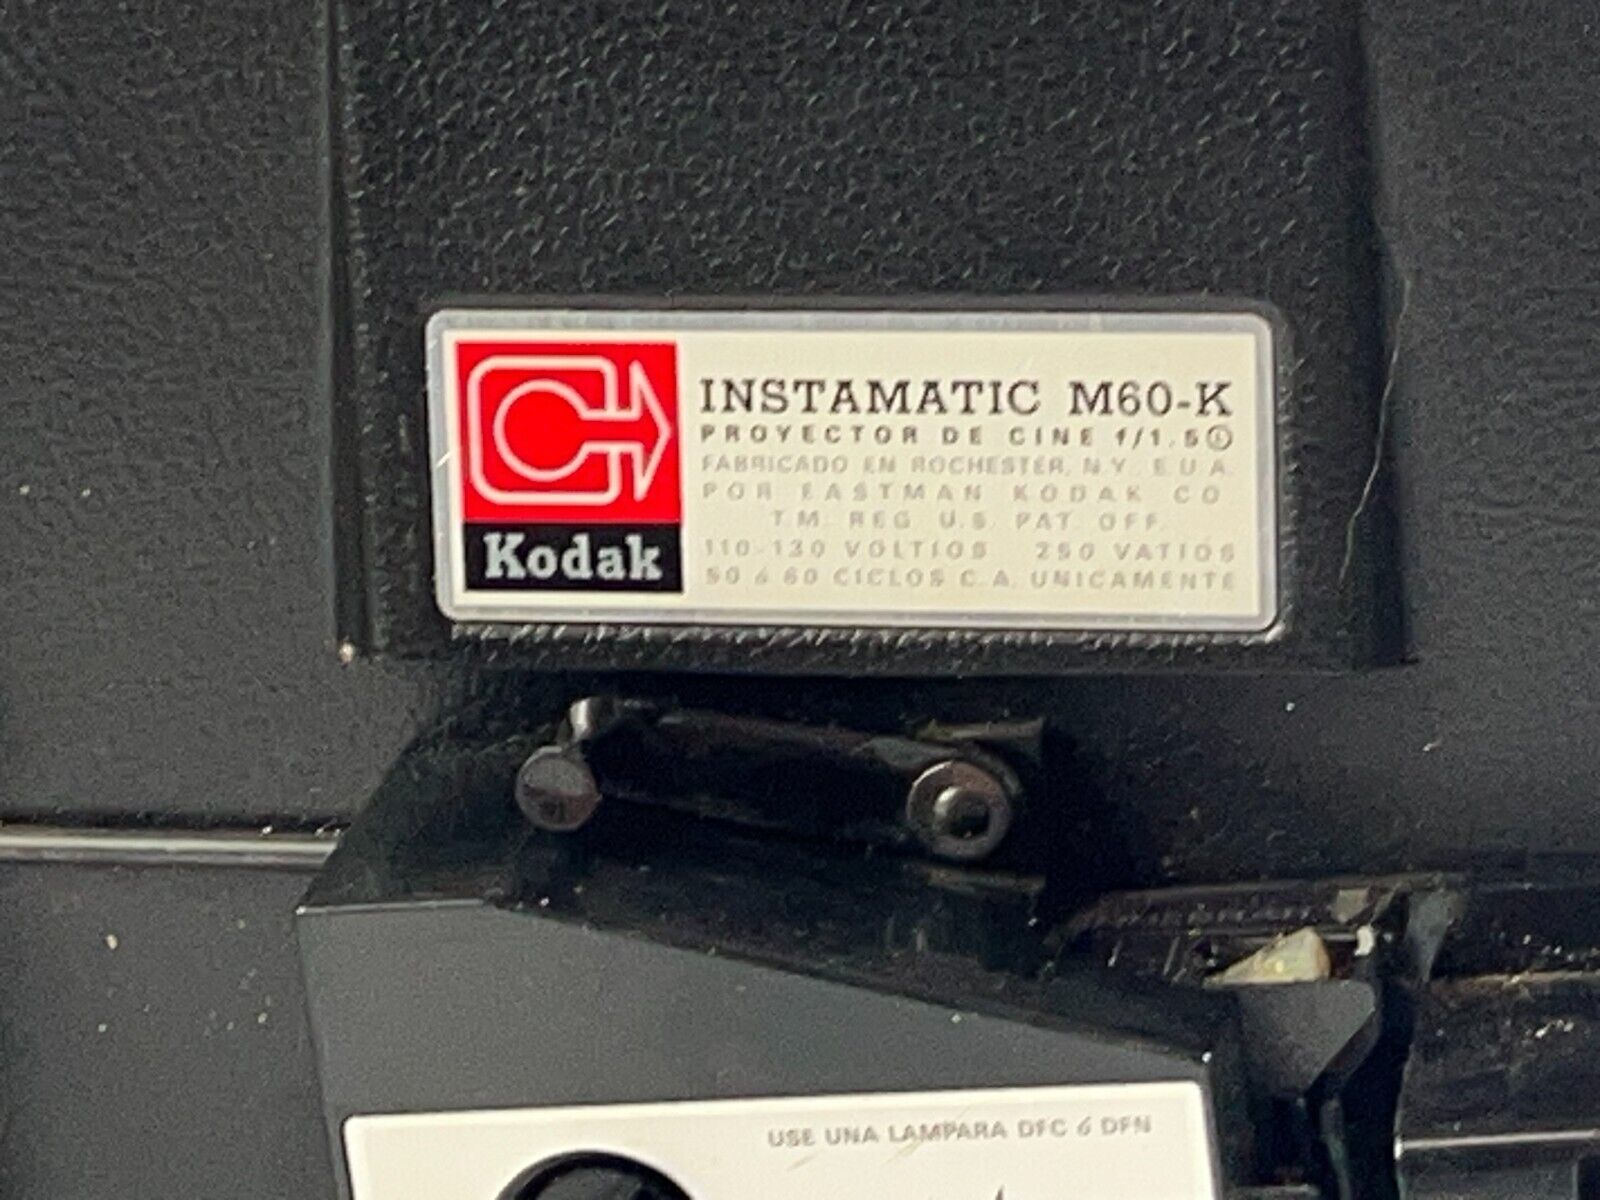 INSTAMATIC M60-K
PROYECTOR DE CINE f/1.5 Ⓛ
FABRICADO EN ROCHESTER, N.Y. E.U.A.
POR EASTMAN KODAK CO.
T.M. REG. U.S. PAT. OFF.
110-130 VOLTIOS 250 VATIOS
50 ó 60 CICLOS C.A. UNICAMENTE
Kodak
USE UNA LAMPARA DFC ó DFN